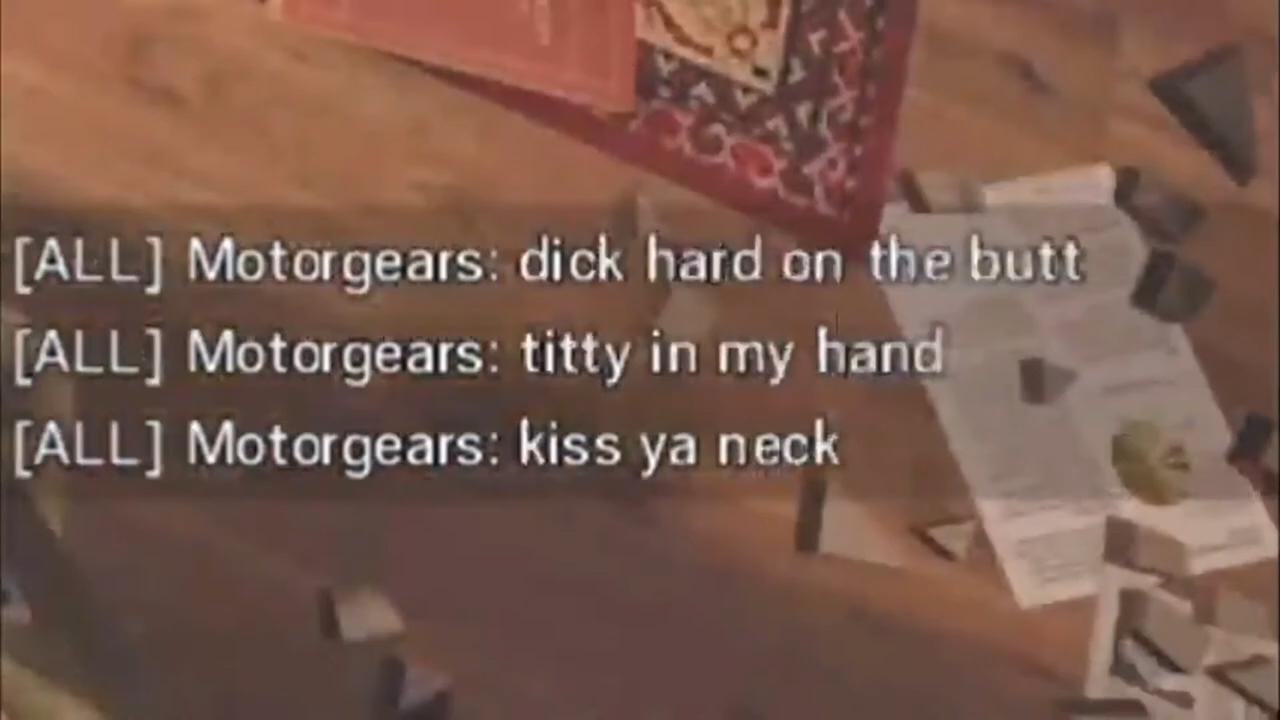 [ALL] Motorgears: dick hard on the butt
[ALL] Motorgears: titty in my hand
[ALL] Motorgears: kiss ya neck